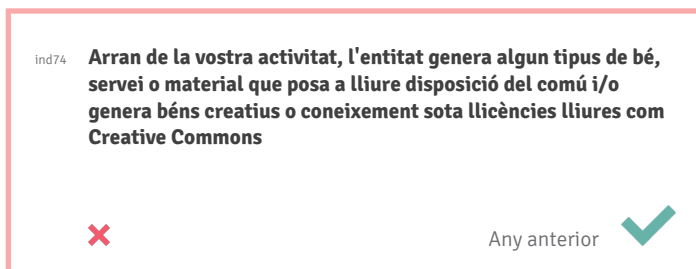 ind74 Arran de la vostra activitat, l'entitat genera algun tipus de bé,
servei o material que posa a lliure disposició del comú i/o
genera béns creatius o coneixement sota llicències lliures com
Creative Commons
Any anterior